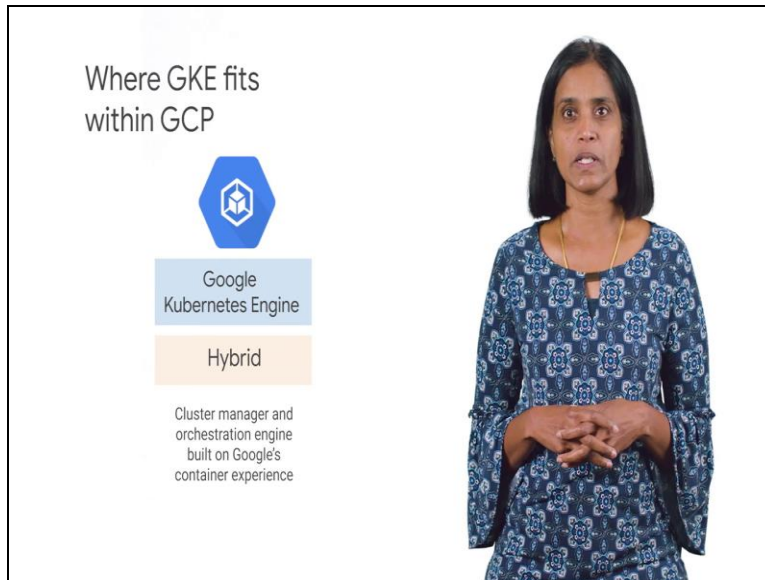 Where GKE fits
within GCP
Google
Kubernetes Engine
Hybrid
Cluster manager and
orchestration engine
built on Google's
container experience